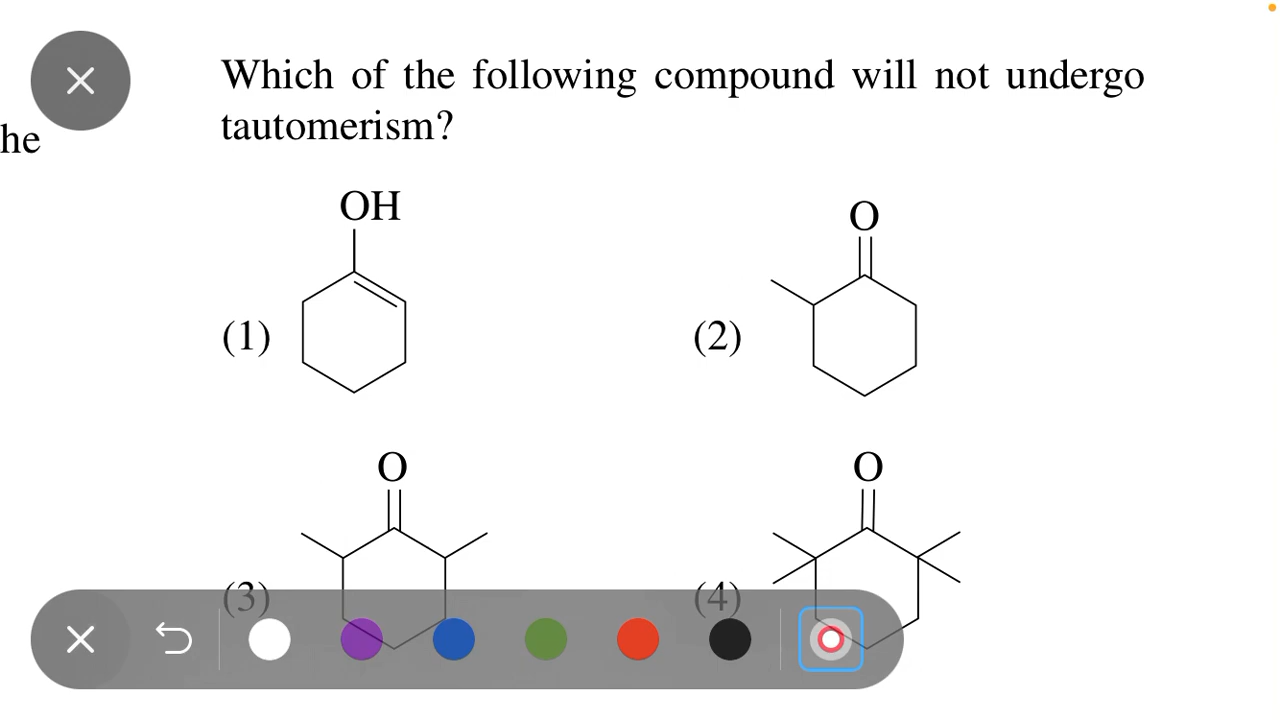 Which of the following compound will not undergo
he
tautomerism?
OH
O
(1)
(2)
O
O
(3)
(4)